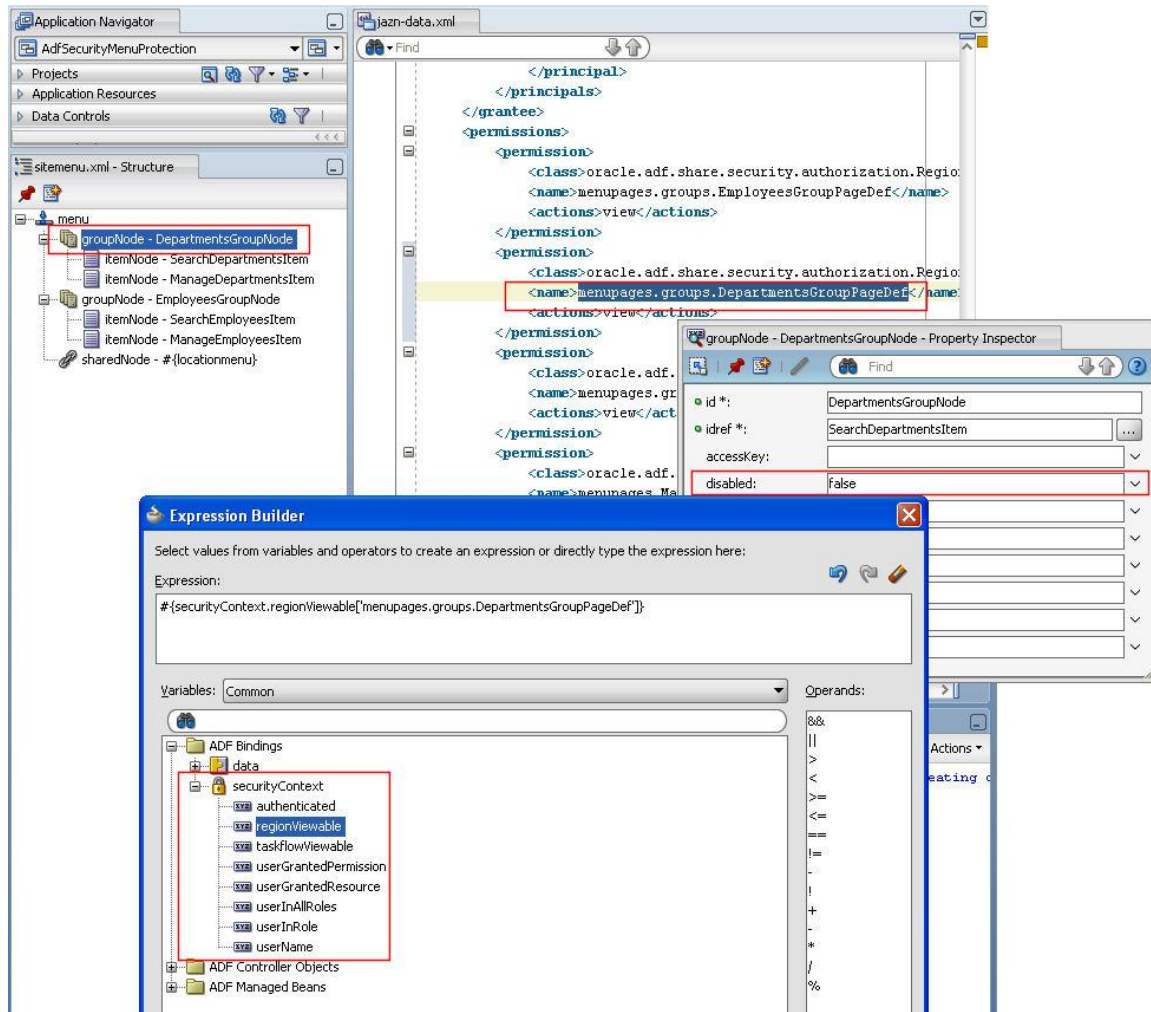 Application Navigator
AdfSecurityMenuProtection
Projects
Application Resources
Data Controls
sitemenu.xml - Structure
menu
groupNode - DepartmentsGroupNode
itemNode - SearchDepartmentsItem
itemNode - ManageDepartmentsItem
groupNode - EmployeesGroupNode
itemNode - SearchEmployeesItem
itemNode - ManageEmployeesItem
sharedNode - #{locationmenu}
jazn-data.xml
Find
</principal>
</principals>
</grantee>
<permissions>
<permission>
<class>oracle.adf.share.security.authorization.Regio
<name>menupages.groups.EmployeesGroupPageDef</name>
<actions>view</actions>
</permission>
<permission>
<class>oracle.adf.share.security.authorization.Regio
<name>menupages.groups.DepartmentsGroupPageDef</name
<actions>view</actions>
</permission>
<permission>
<class>oracle.adf.
<name>menupages.gr
<actions>view</act
</permission>
<permission>
<class>oracle.adf.
<name>menupages.Ma
groupNode - DepartmentsGroupNode - Property Inspector
Find
id *: DepartmentsGroupNode
idref *: SearchDepartmentsItem ...
accessKey:
disabled: false
Expression Builder
Select values from variables and operators to create an expression or directly type the expression here:
Expression:
#{securityContext.regionViewable['menupages.groups.DepartmentsGroupPageDef']}
Variables: Common
ADF Bindings
data
securityContext
authenticated
regionViewable
taskflowViewable
userGrantedPermission
userGrantedResource
userInAllRoles
userInRole
userName
ADF Controller Objects
ADF Managed Beans
Operands:
&&
||
>
<
>=
<=
==
!=
-
!
+
-
*
/
%
Actions
eating